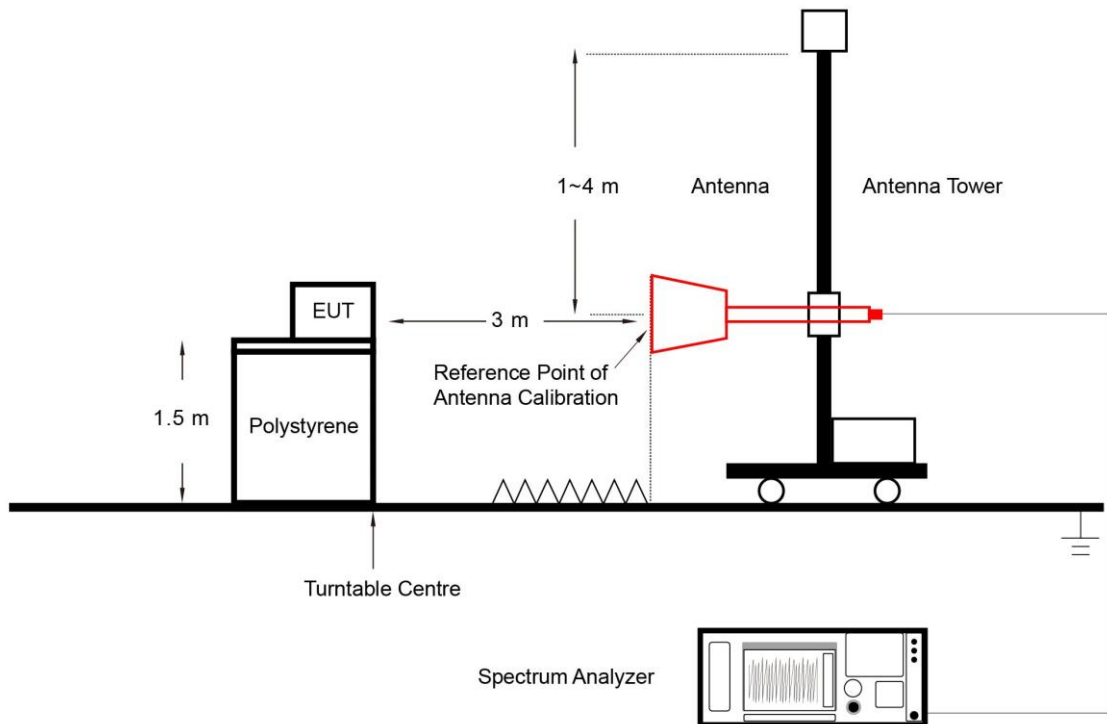 1~4 m
Antenna
Antenna Tower
EUT
3 m
Reference Point of
Antenna Calibration
1.5 m
Polystyrene
Turntable Centre
Spectrum Analyzer